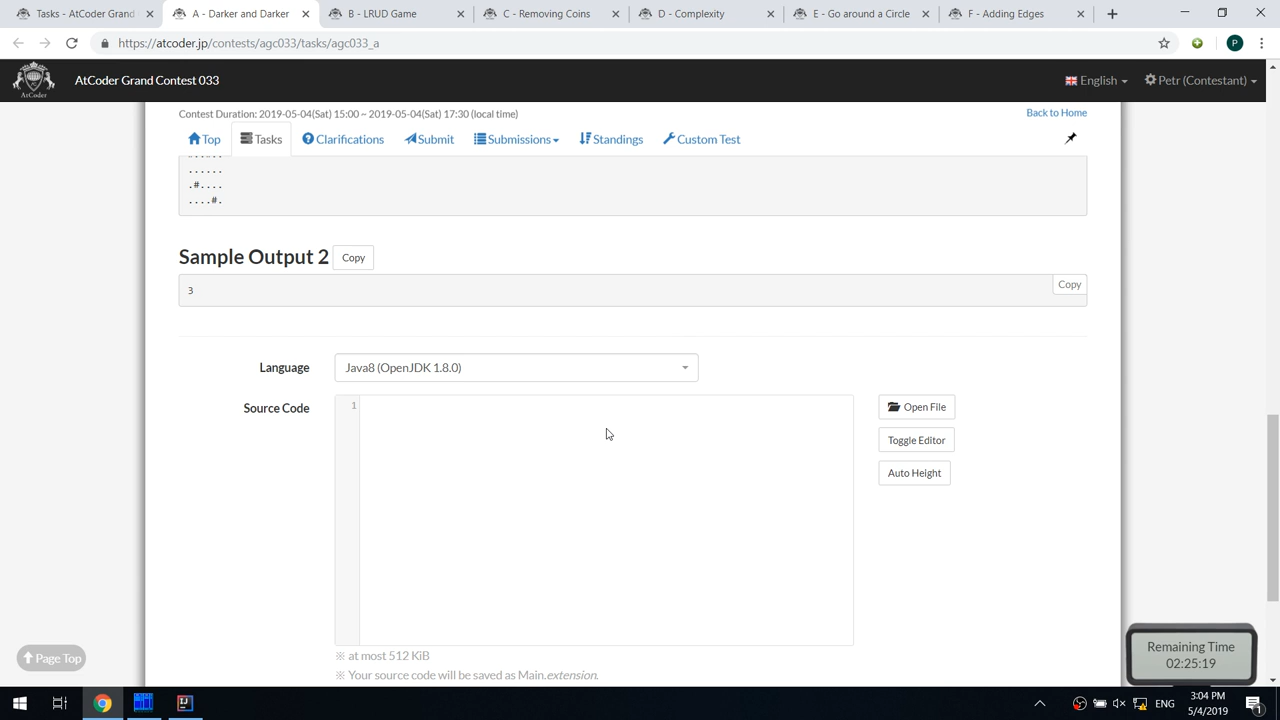 Tasks - AtCoder Grand
A - Darker and Darker
B - LRUD Game
C - Removing Coins
D - Complexity
E - Go around a Circle
F - Adding Edges
https://atcoder.jp/contests/agc033/tasks/agc033_a
P
AtCoder
AtCoder Grand Contest 033
English
Petr (Contestant)
Contest Duration: 2019-05-04(Sat) 15:00 ~ 2019-05-04(Sat) 17:30 (local time)
Back to Home
Top
Tasks
Clarifications
Submit
Submissions
Standings
Custom Test
......
.#....
....#.
Sample Output 2
Copy
3
Copy
Language
Java8 (OpenJDK 1.8.0)
Source Code
1
Open File
Toggle Editor
Auto Height
※ at most 512 KiB
※ Your source code will be saved as Main.extension.
Page Top
Remaining Time
02:25:19
ENG
3:04 PM
5/4/2019
1